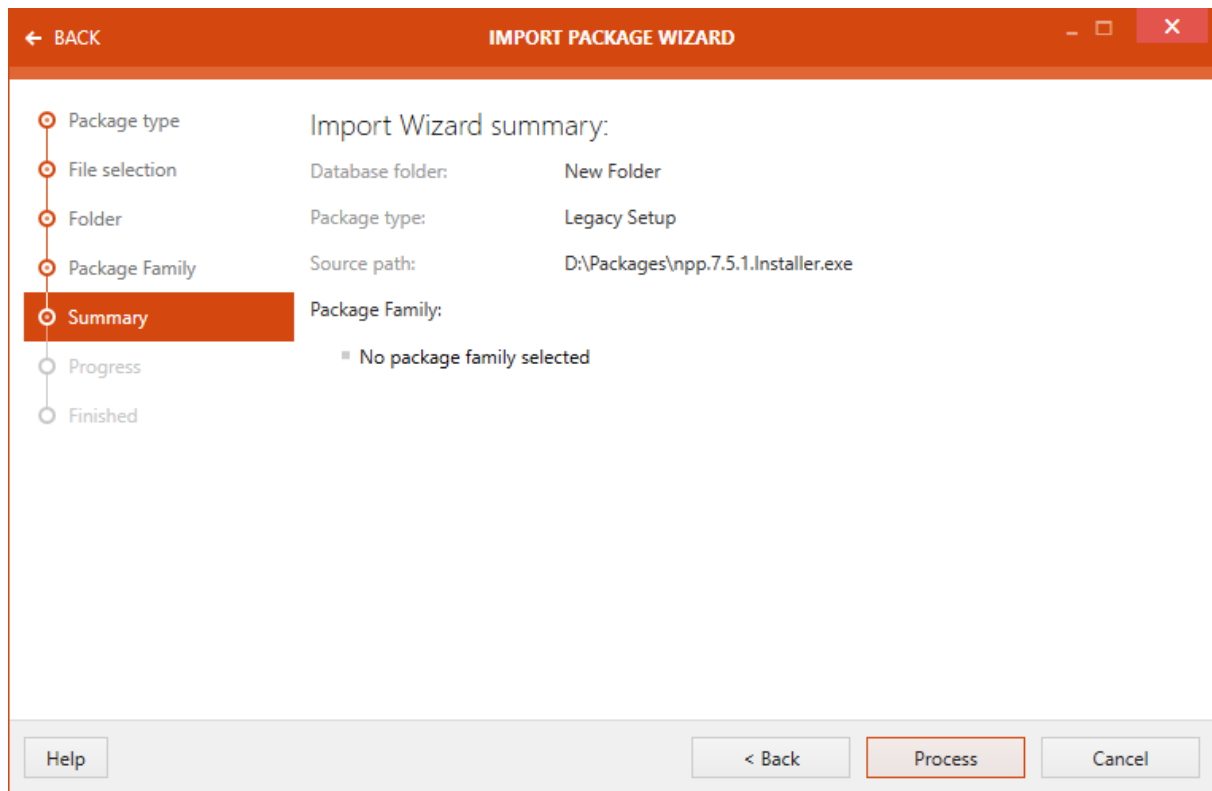 BACK
IMPORT PACKAGE WIZARD
Package type
File selection
Folder
Package Family
Summary
Progress
Finished
Import Wizard summary:
Database folder: New Folder
Package type: Legacy Setup
Source path: D:\Packages\npp.7.5.1.Installer.exe
Package Family:
No package family selected
Help
< Back
Process
Cancel